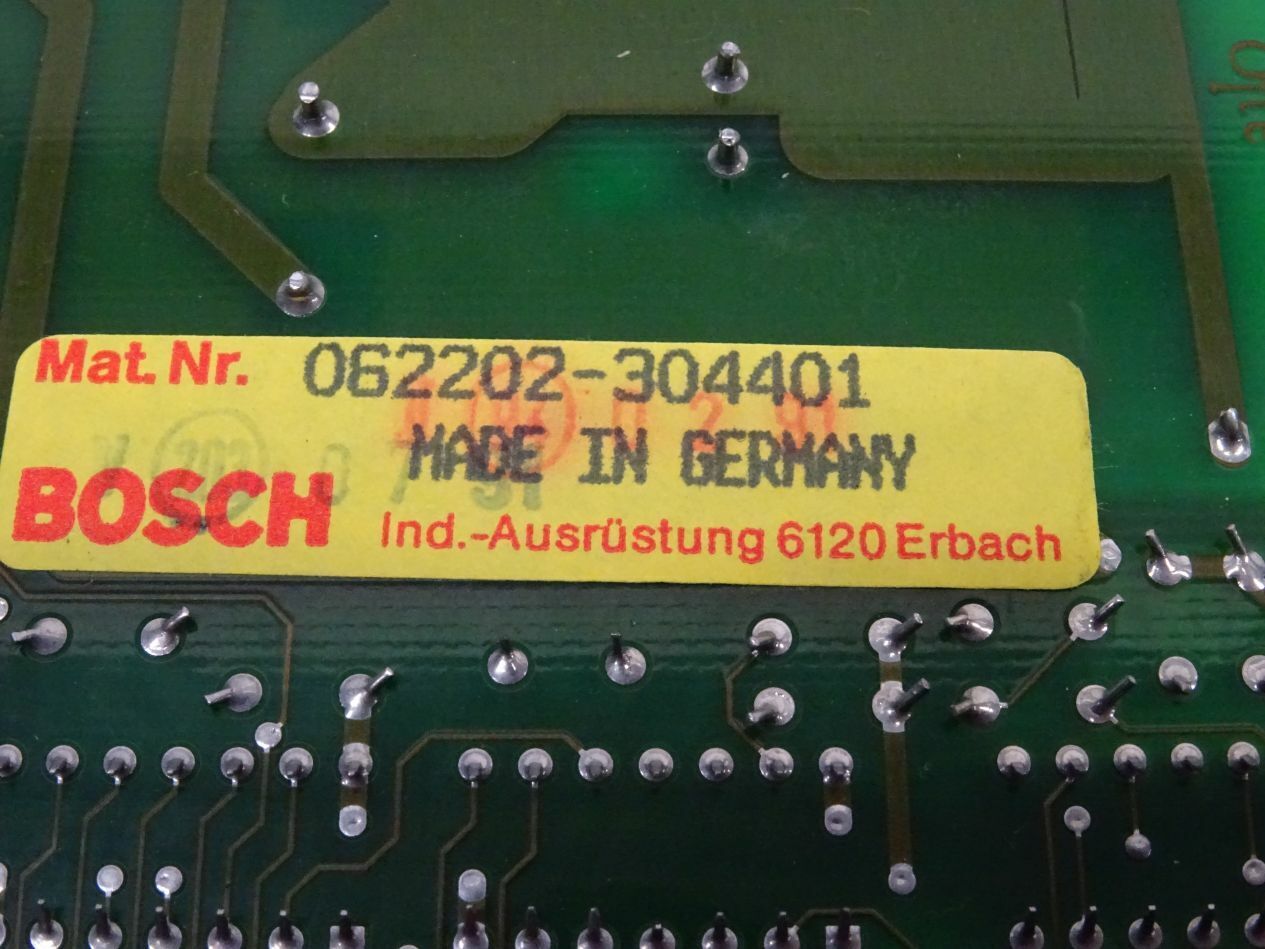 Mat. Nr. 062202-304401
MADE IN GERMANY
BOSCH Ind.-Ausrüstung 6120 Erbach